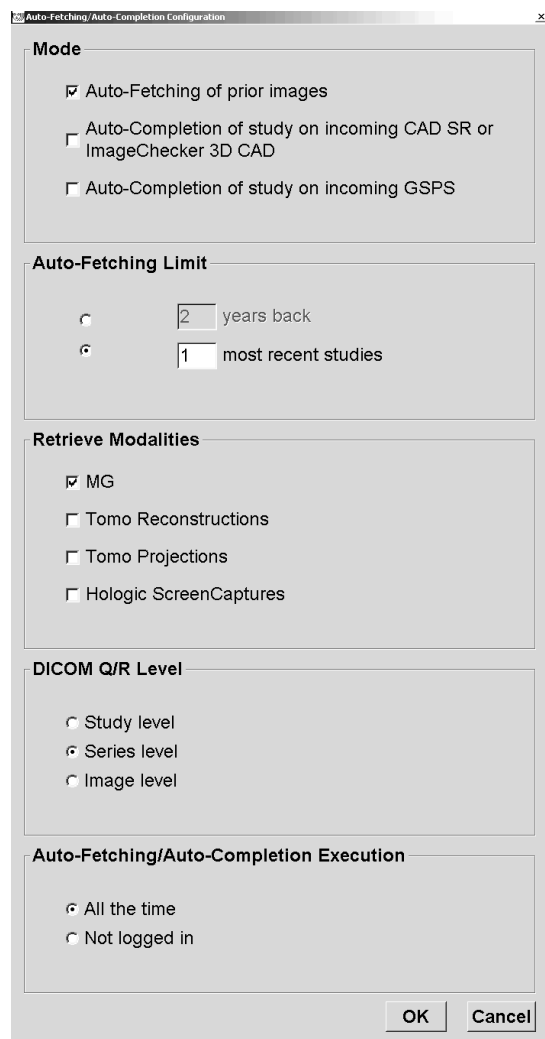 Auto-Fetching/Auto-Completion Configuration
Mode
Auto-Fetching of prior images
Auto-Completion of study on incoming CAD SR or
ImageChecker 3D CAD
Auto-Completion of study on incoming GSPS
Auto-Fetching Limit
2 years back
1 most recent studies
Retrieve Modalities
MG
Tomo Reconstructions
Tomo Projections
Hologic ScreenCaptures
DICOM Q/R Level
Study level
Series level
Image level
Auto-Fetching/Auto-Completion Execution
All the time
Not logged in
OK Cancel